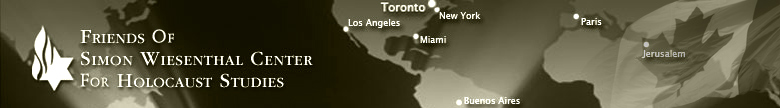 Toronto
New York
Los Angeles
Paris
Miami
Friends Of
Simon Wiesenthal Center
For Holocaust Studies
Jerusalem
Buenos Aires